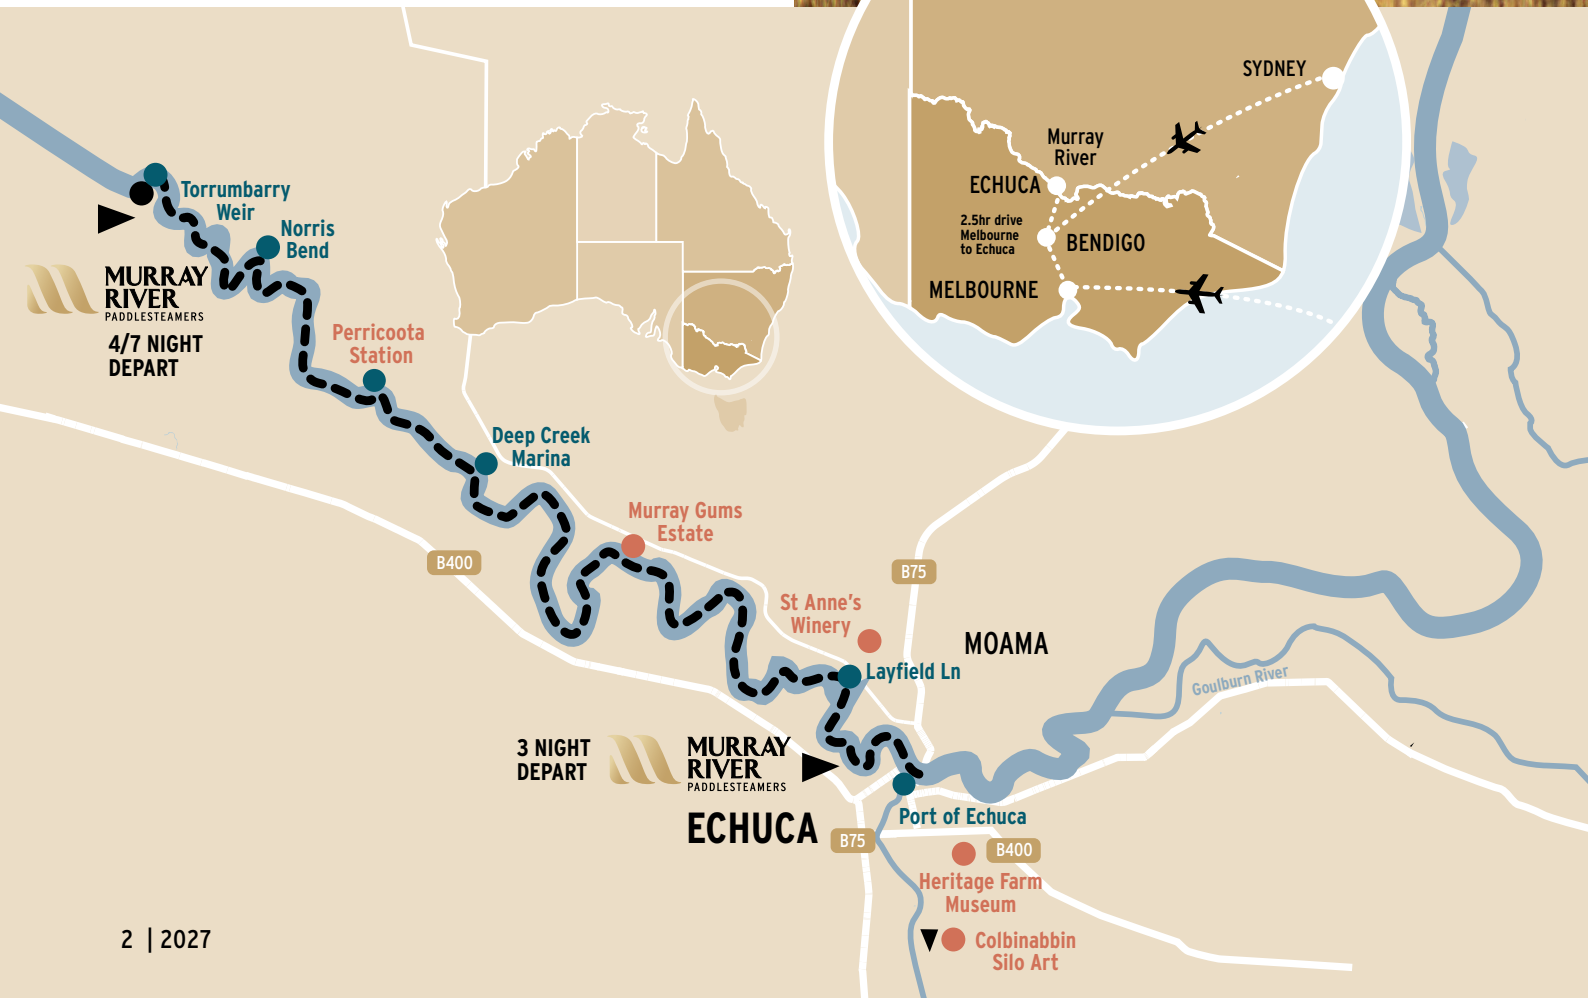 SYDNEY
Murray
River
ECHUCA
2.5hr drive
Melbourne
to Echuca
BENDIGO
MELBOURNE
Torrumbarry
Weir
Norris
Bend
MURRAY
RIVER
PADDLESTEAMERS
4/7 NIGHT
DEPART
Perricoota
Station
Deep Creek
Marina
Murray Gums
Estate
B400
B75
St Anne's
Winery
MOAMA
Layfield Ln
Goulburn River
3 NIGHT
DEPART
MURRAY
RIVER
PADDLESTEAMERS
ECHUCA
Port of Echuca
B75
B400
Heritage Farm
Museum
Colbinabbin
Silo Art
2 | 2027